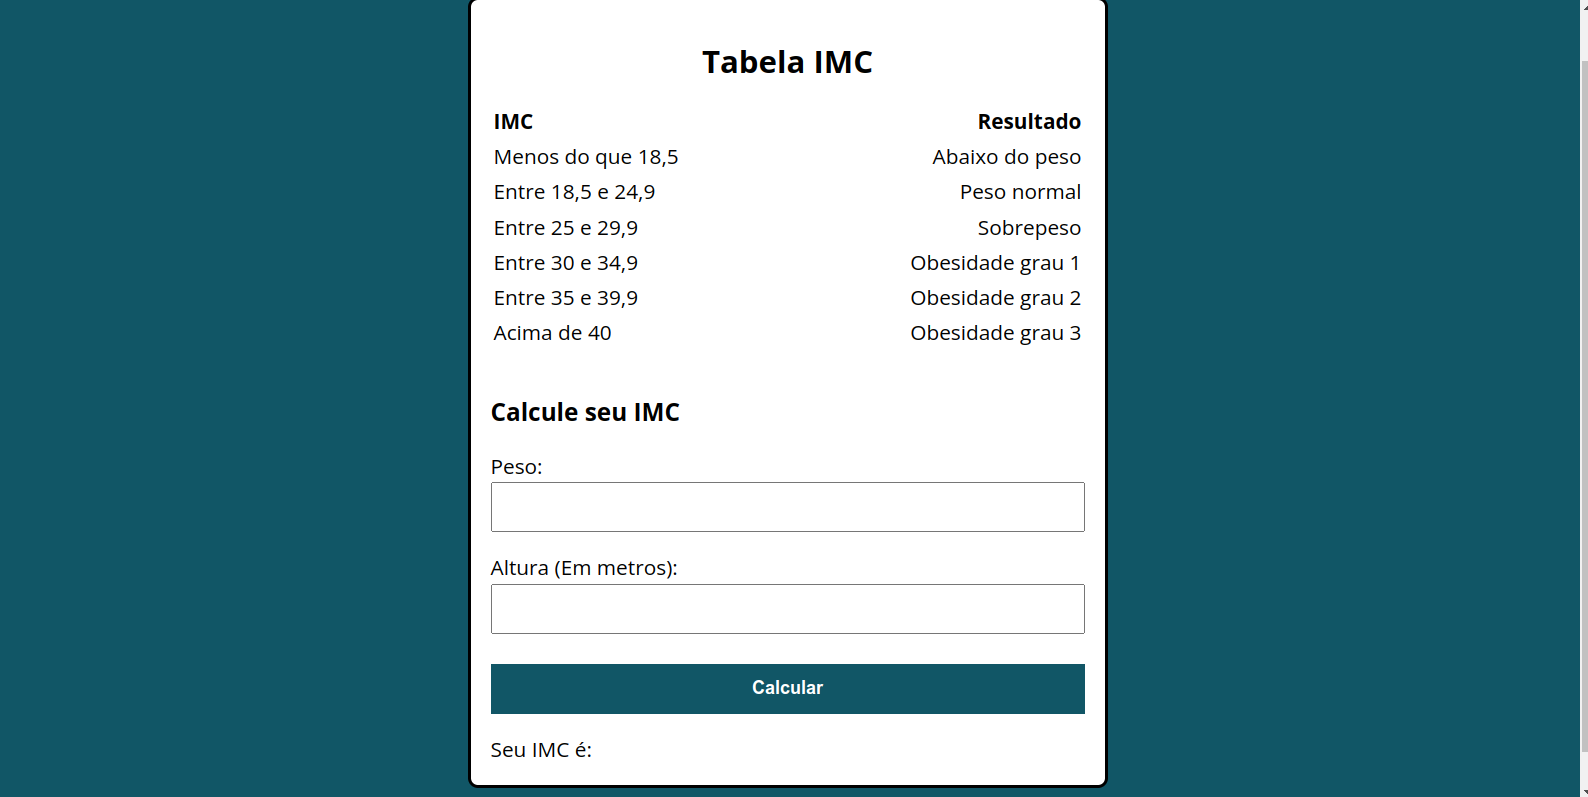 Tabela IMC
IMC Resultado
Menos do que 18,5 Abaixo do peso
Entre 18,5 e 24,9 Peso normal
Entre 25 e 29,9 Sobrepeso
Entre 30 e 34,9 Obesidade grau 1
Entre 35 e 39,9 Obesidade grau 2
Acima de 40 Obesidade grau 3
Calcule seu IMC
Peso:
Altura (Em metros):
Calcular
Seu IMC é: